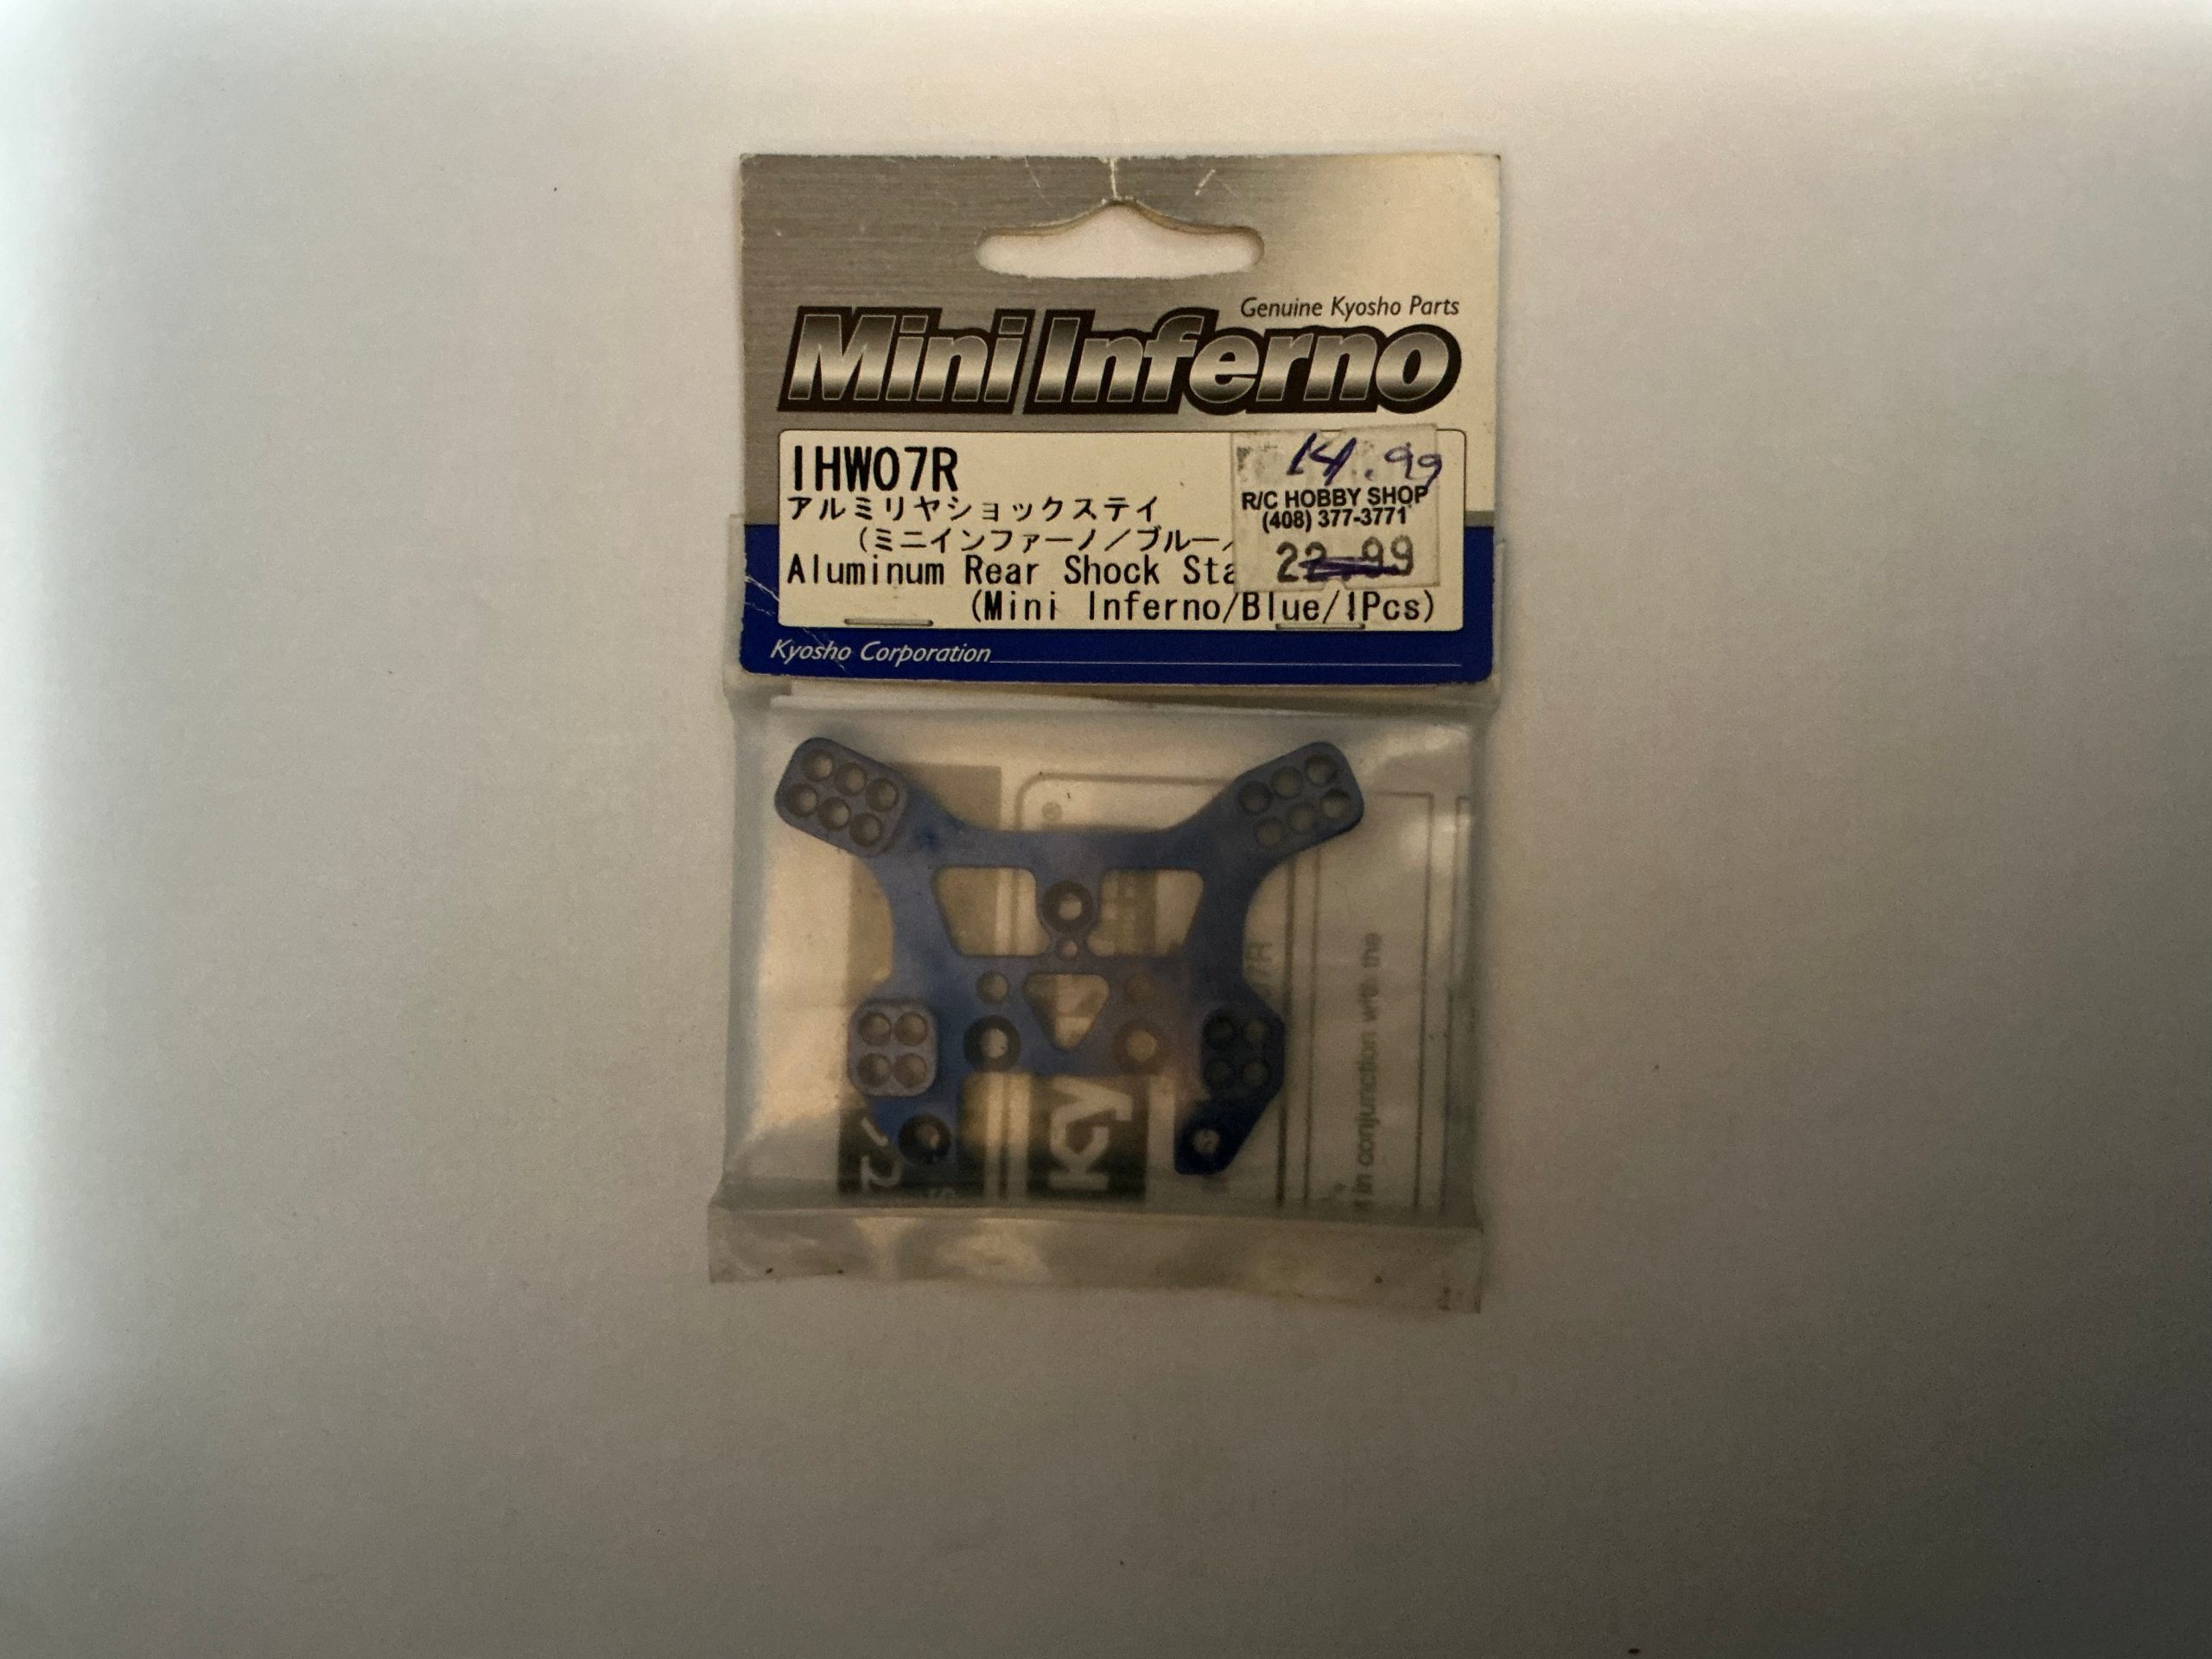 Genuine Kyosho Parts
Mini Inferno
IHW07R
アルミリヤショックステイ
(ミニインファーノ/ブルー/
Aluminum Rear Shock
(Mini Inferno/Blue/1Pcs)
14.99
R/C HOBBY SHOP
(408) 377-3771
22.99
Kyosho Corporation
Ky
in conjunction with the